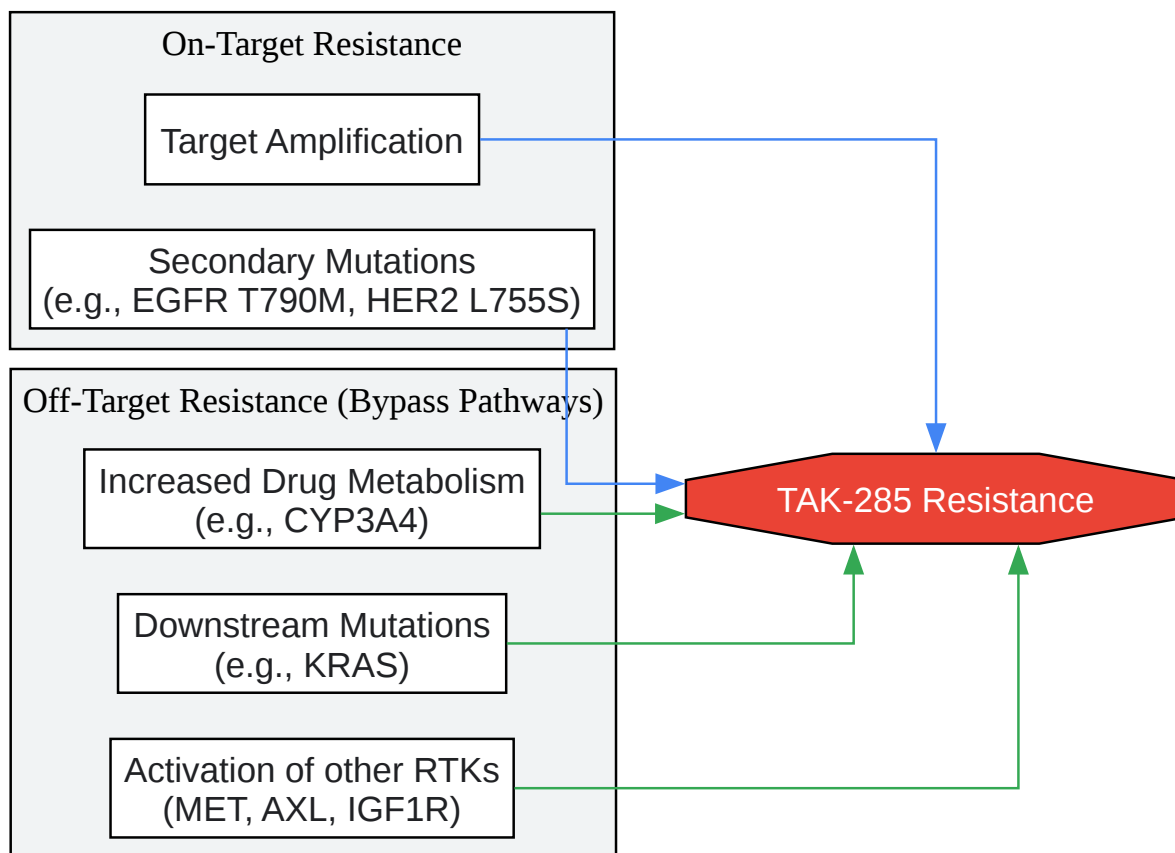 On-Target Resistance
Target Amplification
Secondary Mutations
(e.g., EGFR T790M, HER2 L755S)
Off-Target Resistance (Bypass Pathways)
Increased Drug Metabolism
(e.g., CYP3A4)
TAK-285 Resistance
Downstream Mutations
(e.g., KRAS)
Activation of other RTKs
(MET, AXL, IGF1R)